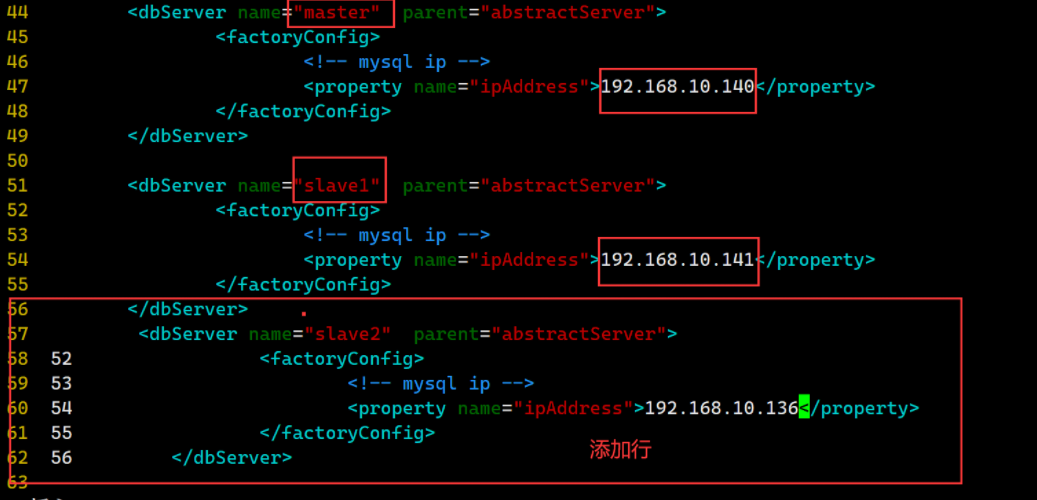 44 <dbServer name="master" parent="abstractServer">
45 <factoryConfig>
46 <!-- mysql ip -->
47 <property name="ipAddress">192.168.10.140</property>
48 </factoryConfig>
49 </dbServer>
50
51 <dbServer name="slave1" parent="abstractServer">
52 <factoryConfig>
53 <!-- mysql ip -->
54 <property name="ipAddress">192.168.10.141</property>
55 </factoryConfig>
56 </dbServer>
57 <dbServer name="slave2" parent="abstractServer">
58 52 <factoryConfig>
59 53 <!-- mysql ip -->
60 54 <property name="ipAddress">192.168.10.136</property>
61 55 </factoryConfig>
添加行
62 56 </dbServer>
63